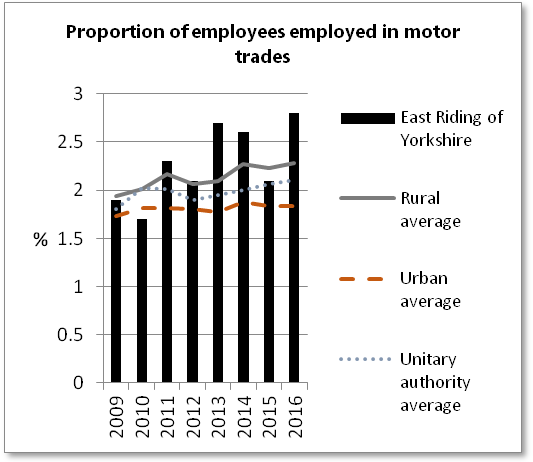 Proportion of employees employed in motor
trades
3
2.5
2
1.5
1
0.5
0
%
2009
2010
2011
2012
2013
2014
2015
2016
East Riding of
Yorkshire
Rural
average
Urban
average
Unitary
authority
average